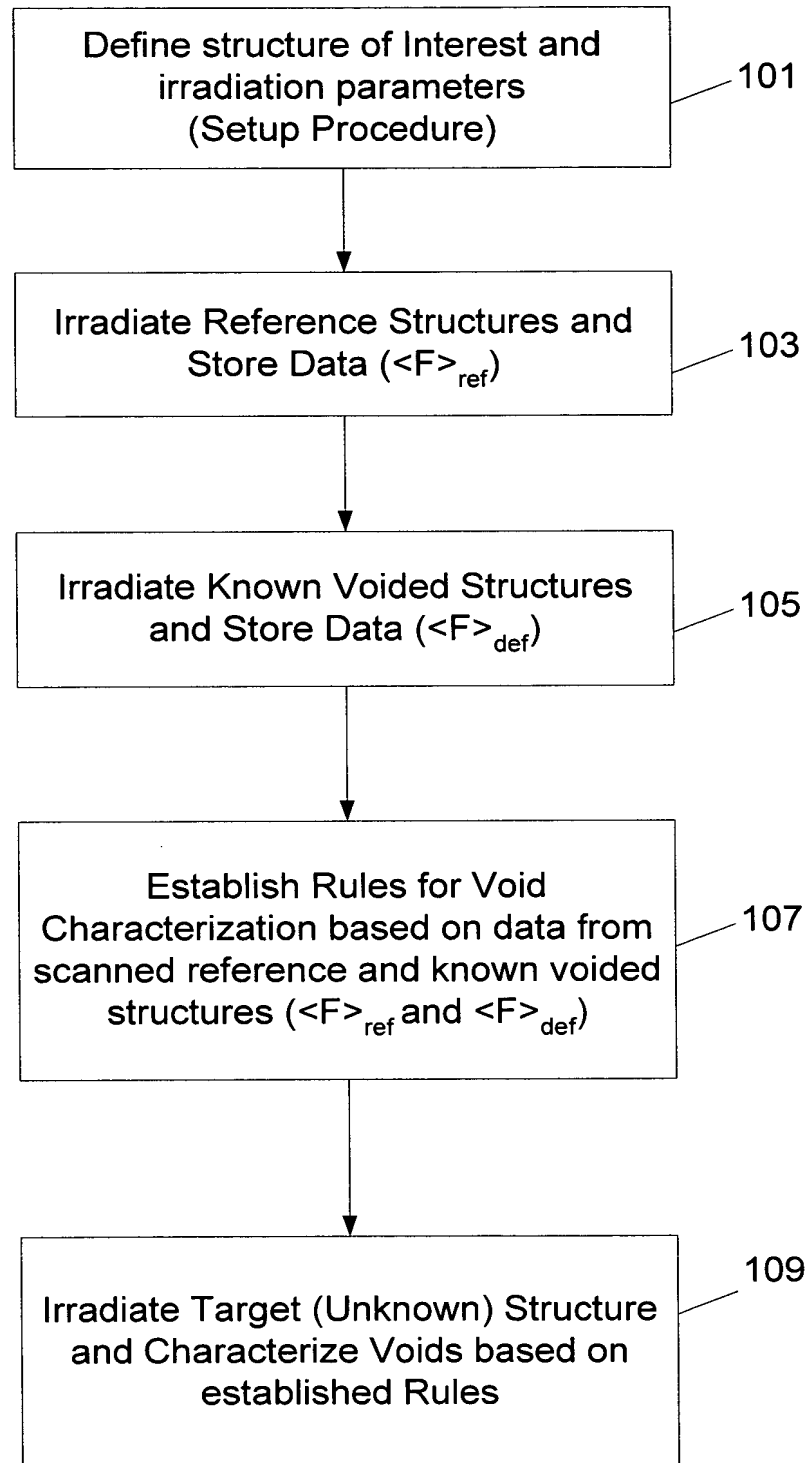 Define structure of Interest and
irradiation parameters
(Setup Procedure)
101
Irradiate Reference Structures and
Store Data (<F>ref)
103
Irradiate Known Voided Structures
and Store Data (<F>def)
105
Establish Rules for Void
Characterization based on data from
scanned reference and known voided
structures (<F>ref and <F>def)
107
Irradiate Target (Unknown) Structure
and Characterize Voids based on
established Rules
109